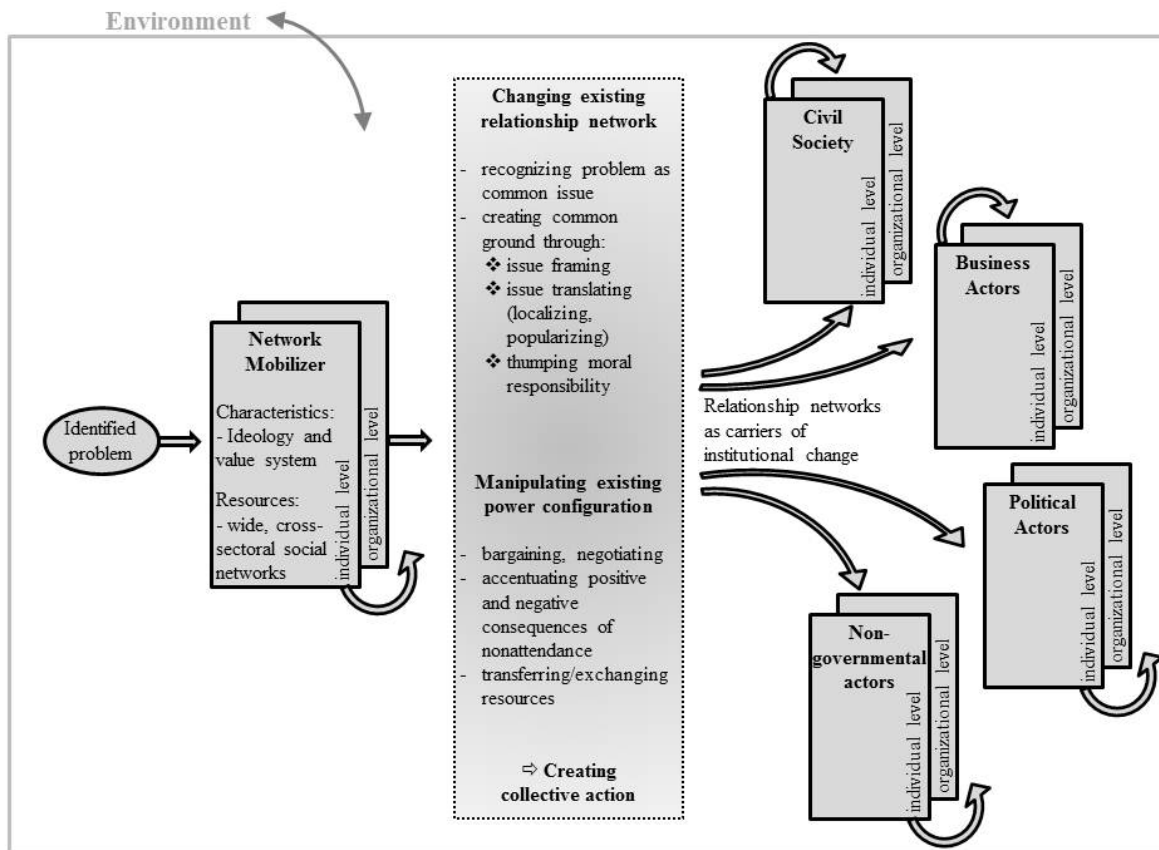 Environment
Identified
problem
Network
Mobilizer
Characteristics:
- Ideology and
value system
Resources:
- wide, cross-
sectoral social
networks
individual level
organizational level
Changing existing
relationship network
- recognizing problem as
common issue
- creating common
ground through:
❖ issue framing
❖ issue translating
(localizing,
popularizing)
❖ thumping moral
responsibility
Manipulating existing
power configuration
- bargaining, negotiating
- accentuating positive
and negative
consequences of
nonattendance
- transferring/exchanging
resources
⇨ Creating
collective action
Relationship networks
as carriers of
institutional change
Civil
Society
individual level
organizational level
Business
Actors
individual level
organizational level
Political
Actors
individual level
organizational level
Non-
governmental
actors
individual level
organizational level